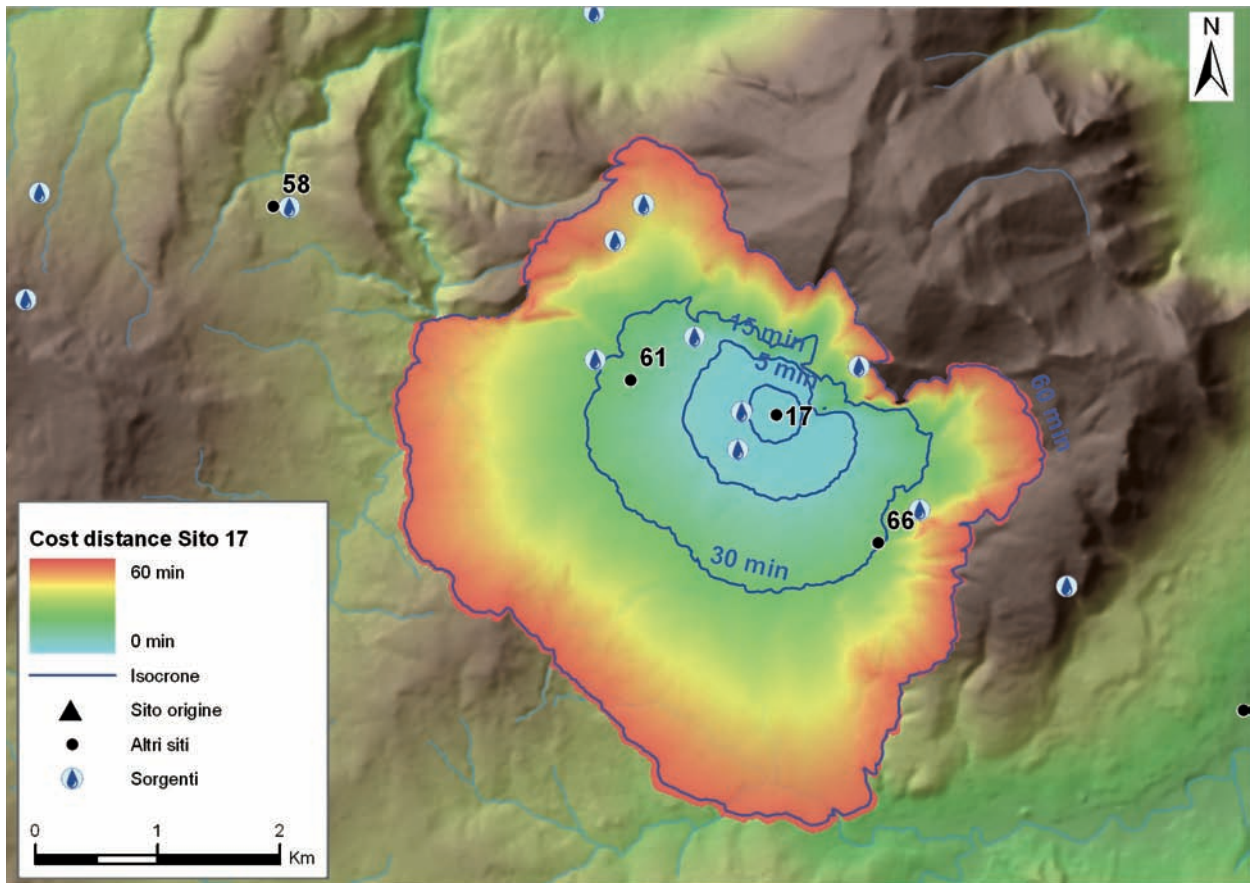 N
58
15 min
61
5 min
17
60 min
66
30 min
Cost distance Sito 17
60 min
0 min
Isocrone
Sito origine
Altri siti
Sorgenti
0 1 2
Km